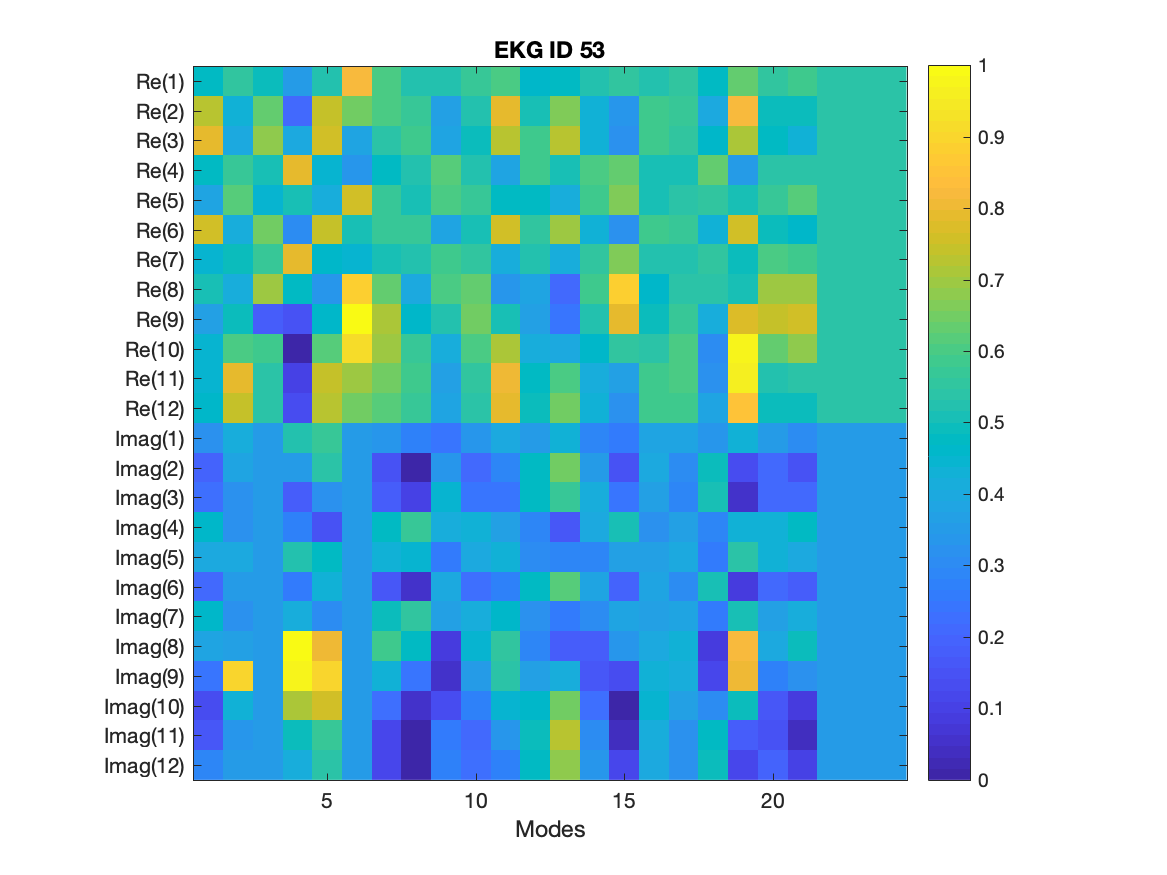 EKG ID 53
Re(1)
Re(2)
Re(3)
Re(4)
Re(5)
Re(6)
Re(7)
Re(8)
Re(9)
Re(10)
Re(11)
Re(12)
Imag(1)
Imag(2)
Imag(3)
Imag(4)
Imag(5)
Imag(6)
Imag(7)
Imag(8)
Imag(9)
Imag(10)
Imag(11)
Imag(12)
5 10 15 20
Modes
1
0.9
0.8
0.7
0.6
0.5
0.4
0.3
0.2
0.1
0